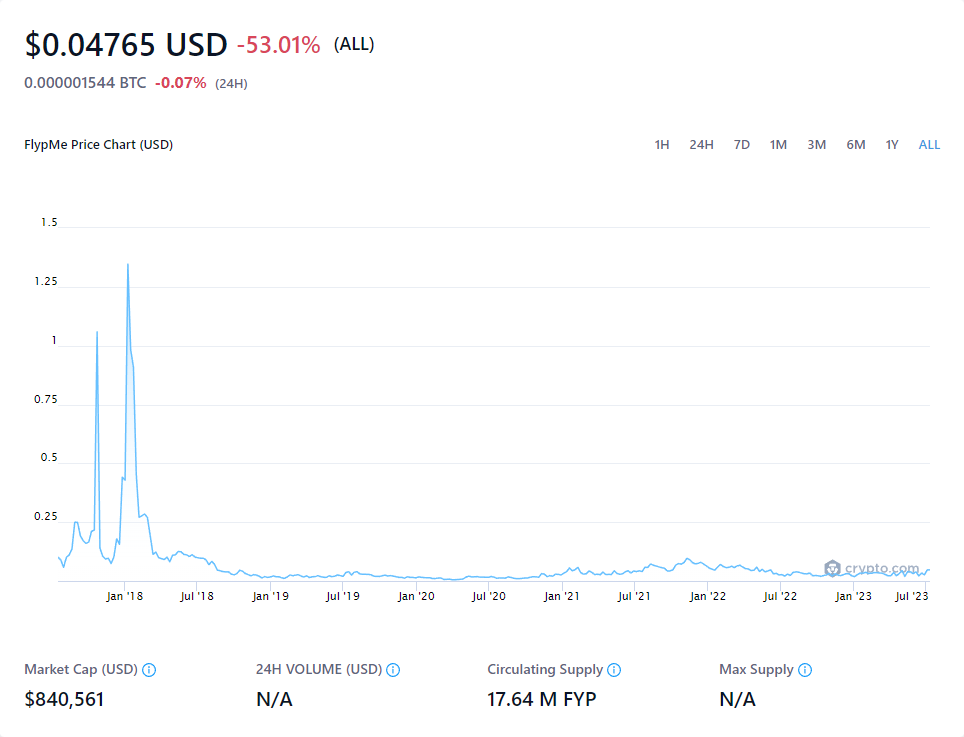 $0.04765 USD -53.01% (ALL)
0.000001544 BTC -0.07% (24H)
FlypMe Price Chart (USD) 1H 24H 7D 1M 3M 6M 1Y ALL
1.5
1.25
1
0.75
0.5
0.25
crypto.com
Jan '18 Jul '18 Jan '19 Jul '19 Jan '20 Jul '20 Jan '21 Jul '21 Jan '22 Jul '22 Jan '23 Jul '23
Market Cap (USD) 24H VOLUME (USD) Circulating Supply Max Supply
$840,561 N/A 17.64 M FYP N/A